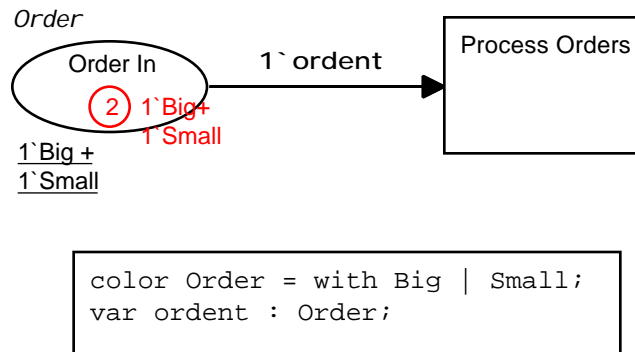 Order
Order In
1`ordent
Process Orders
2
1`Big+
1`Small
1`Big +
1`Small
color Order = with Big | Small;
var ordent : Order;